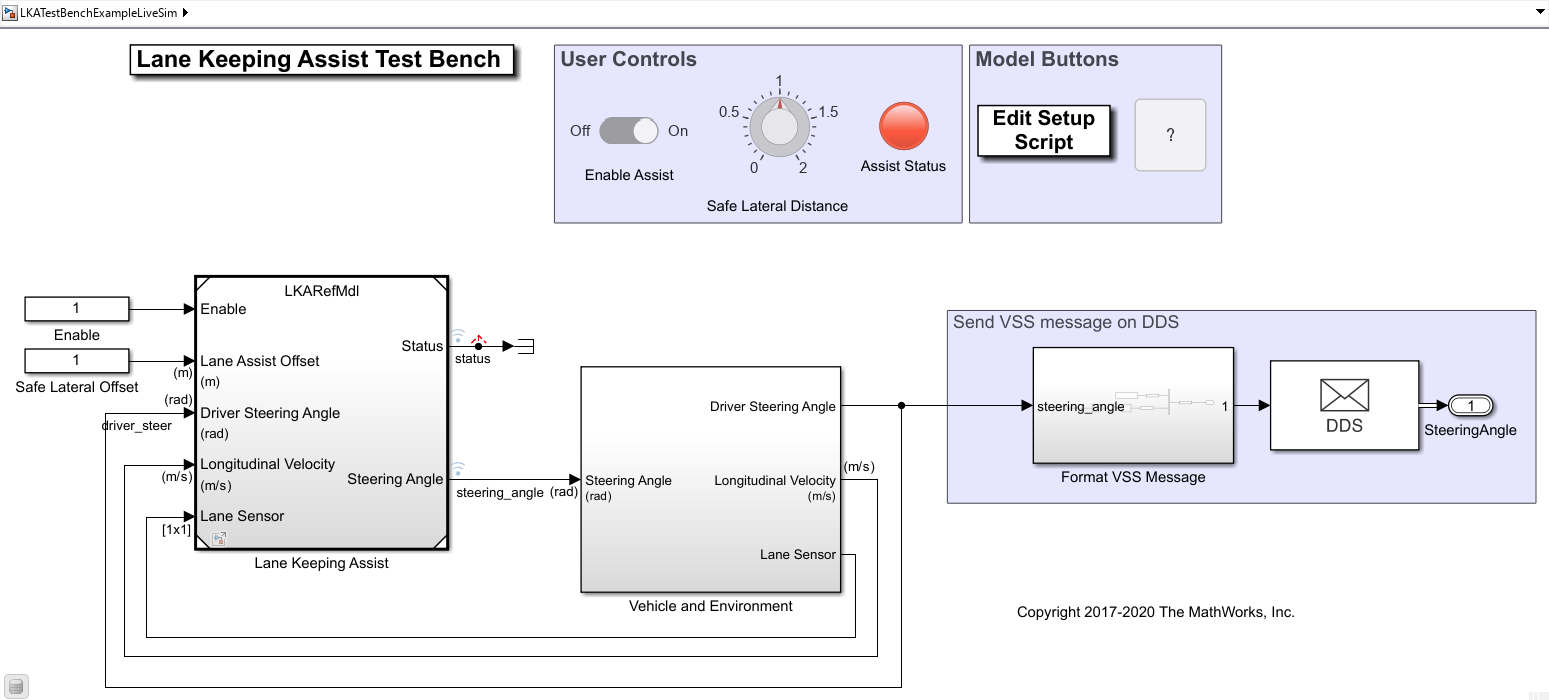 LKATestBenchExampleLiveSim
Lane Keeping Assist Test Bench
User Controls
Off
On
Enable Assist
0
0.5
1
1.5
2
Safe Lateral Distance
Assist Status
Model Buttons
Edit Setup
Script
?
1
Enable
1
Safe Lateral Offset
(m)
(rad)
driver_steer
(m/s)
[1x1]
LKARefMdl
Enable
Lane Assist Offset
(m)
Driver Steering Angle
(rad)
Longitudinal Velocity
(m/s)
Lane Sensor
Status
Steering Angle
Lane Keeping Assist
status
steering_angle
(rad)
Steering Angle
(rad)
Driver Steering Angle
Longitudinal Velocity
(m/s)
Lane Sensor
Vehicle and Environment
(m/s)
Send VSS message on DDS
steering_angle
1
Format VSS Message
DDS
1
SteeringAngle
Copyright 2017-2020 The MathWorks, Inc.